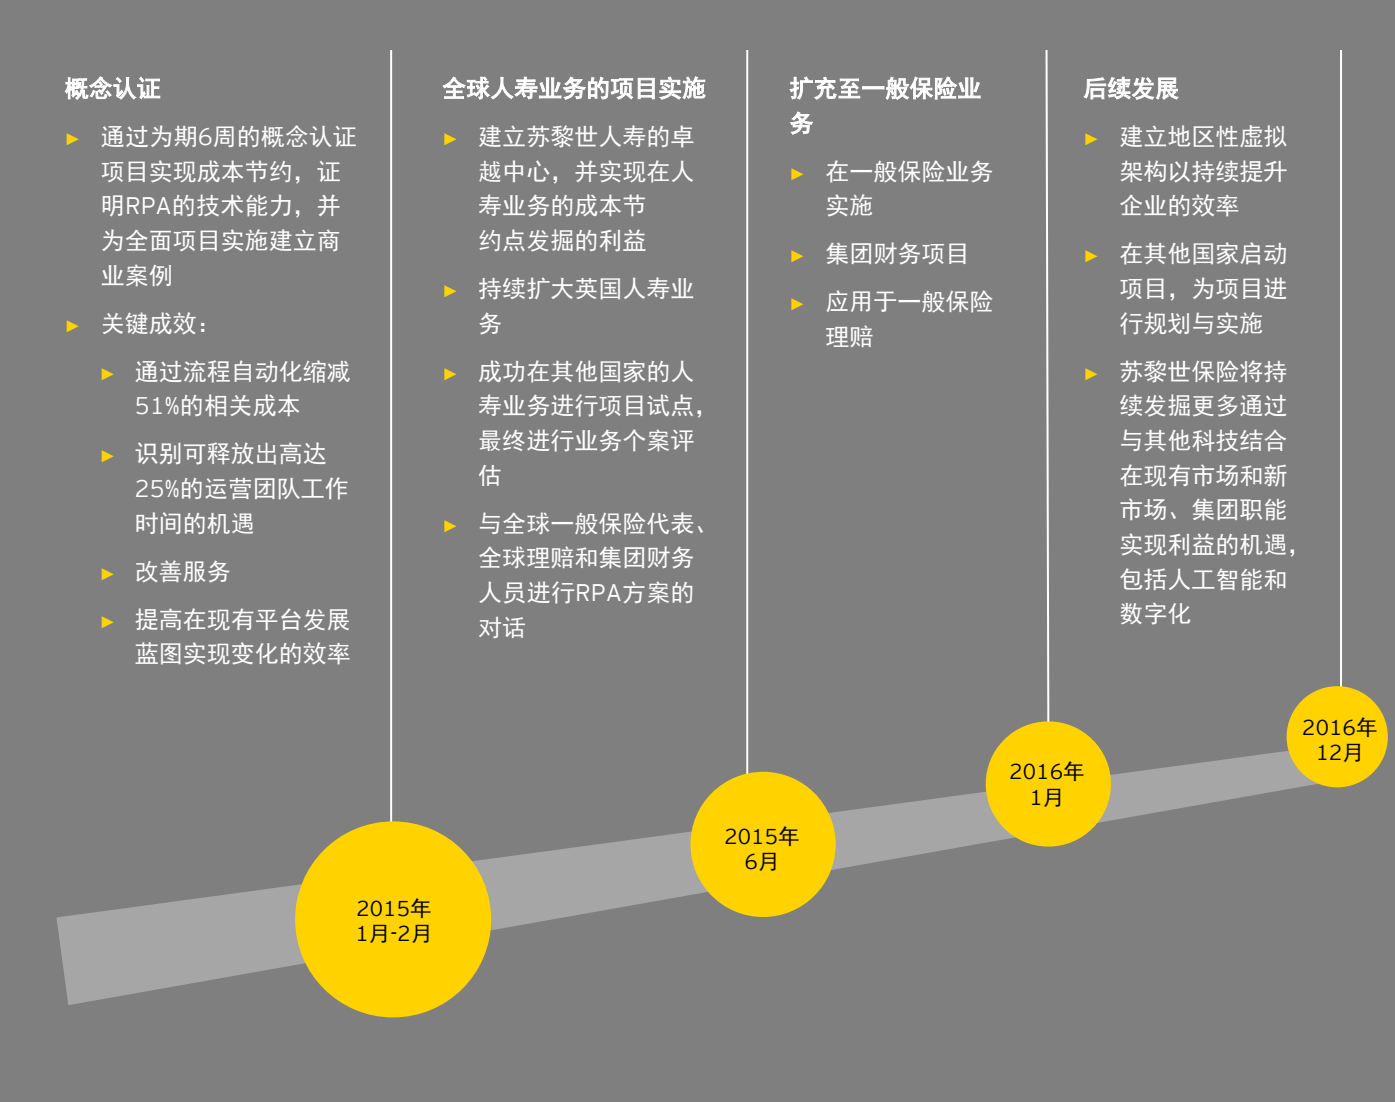 概念认证
► 通过为期6周的概念认证
项目实现成本节约，证
明RPA的技术能力，并
为全面项目实施建立商
业案例
► 关键成效：
► 通过流程自动化缩减
51%的相关成本
► 识别可释放出高达
25%的运营团队工作
时间的机遇
► 改善服务
► 提高在现有平台发展
蓝图实现变化的效率
全球人寿业务的项目实施
► 建立苏黎世人寿的卓
越中心，并实现在人
寿业务的成本节
约点发掘的利益
► 持续扩大英国人寿业
务
► 成功在其他国家的人
寿业务进行项目试点，
最终进行业务个案评
估
► 与全球一般保险代表、
全球理赔和集团财务
人员进行RPA方案的
对话
扩充至一般保险业
务
► 在一般保险业务
实施
► 集团财务项目
► 应用于一般保险
理赔
后续发展
► 建立地区性虚拟
架构以持续提升
企业的效率
► 在其他国家启动
项目，为项目进
行规划与实施
► 苏黎世保险将持
续发掘更多通过
与其他科技结合
在现有市场和新
市场、集团职能
实现利益的机遇，
包括人工智能和
数字化
2015年
1月-2月
2015年
6月
2016年
1月
2016年
12月